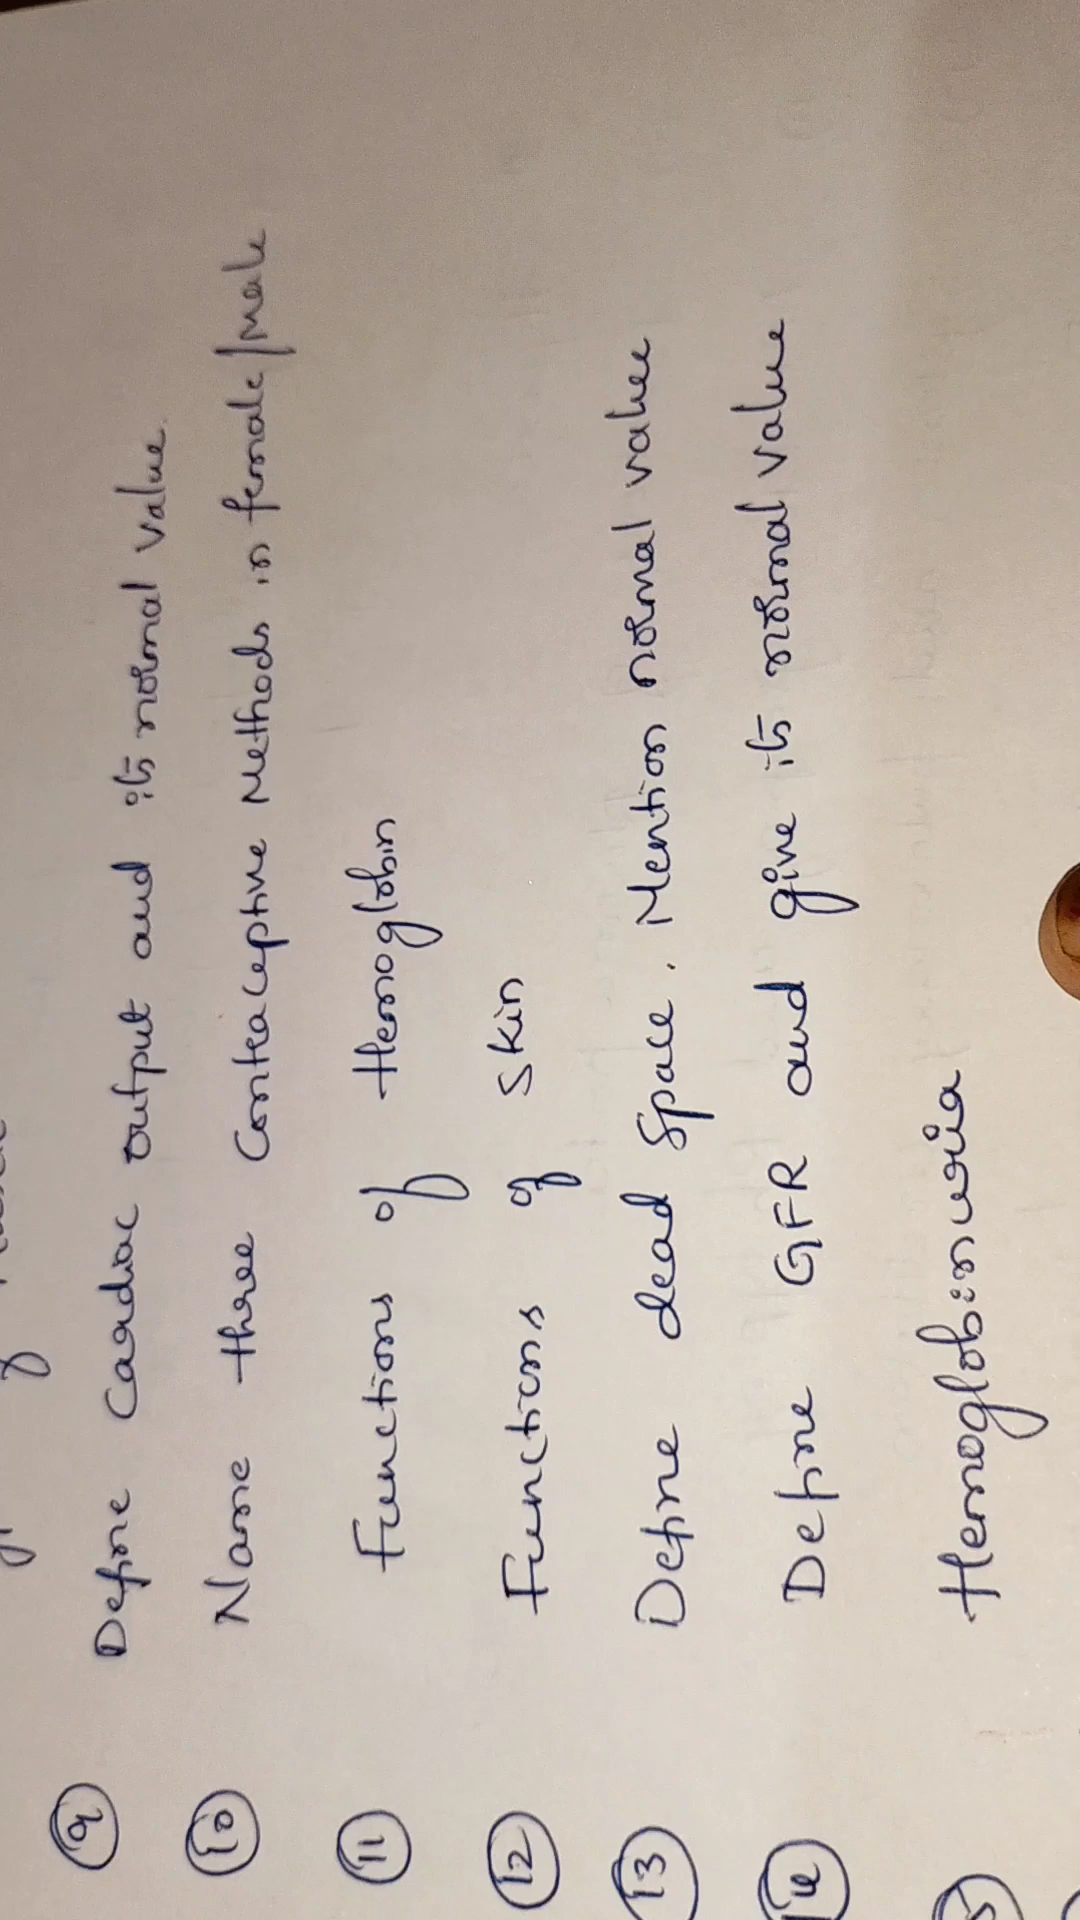 9 Define Cardiac output and its normal value.
10 Name three Contraceptive Methods in female/Male
11 Functions of Hemoglobin
12 Functions of Skin
13 Define dead Space. Mention normal value
14 Define GFR and give its normal value
Hemoglobinuria